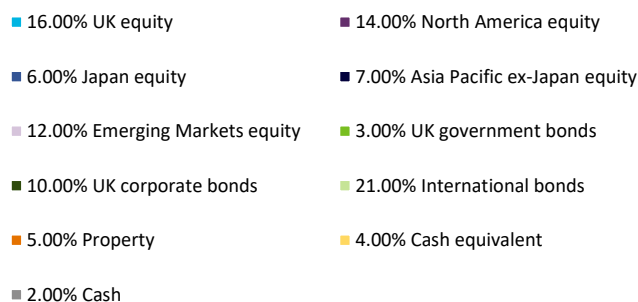 16.00% UK equity
14.00% North America equity
6.00% Japan equity
7.00% Asia Pacific ex-Japan equity
12.00% Emerging Markets equity
3.00% UK government bonds
10.00% UK corporate bonds
21.00% International bonds
5.00% Property
4.00% Cash equivalent
2.00% Cash